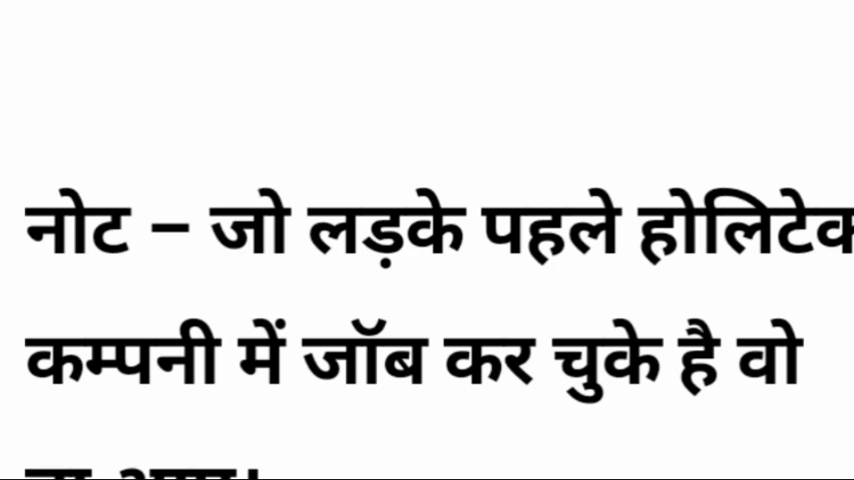 नोट – जो लड़के पहले होलिटेक
कम्पनी में जॉब कर चुके है वो